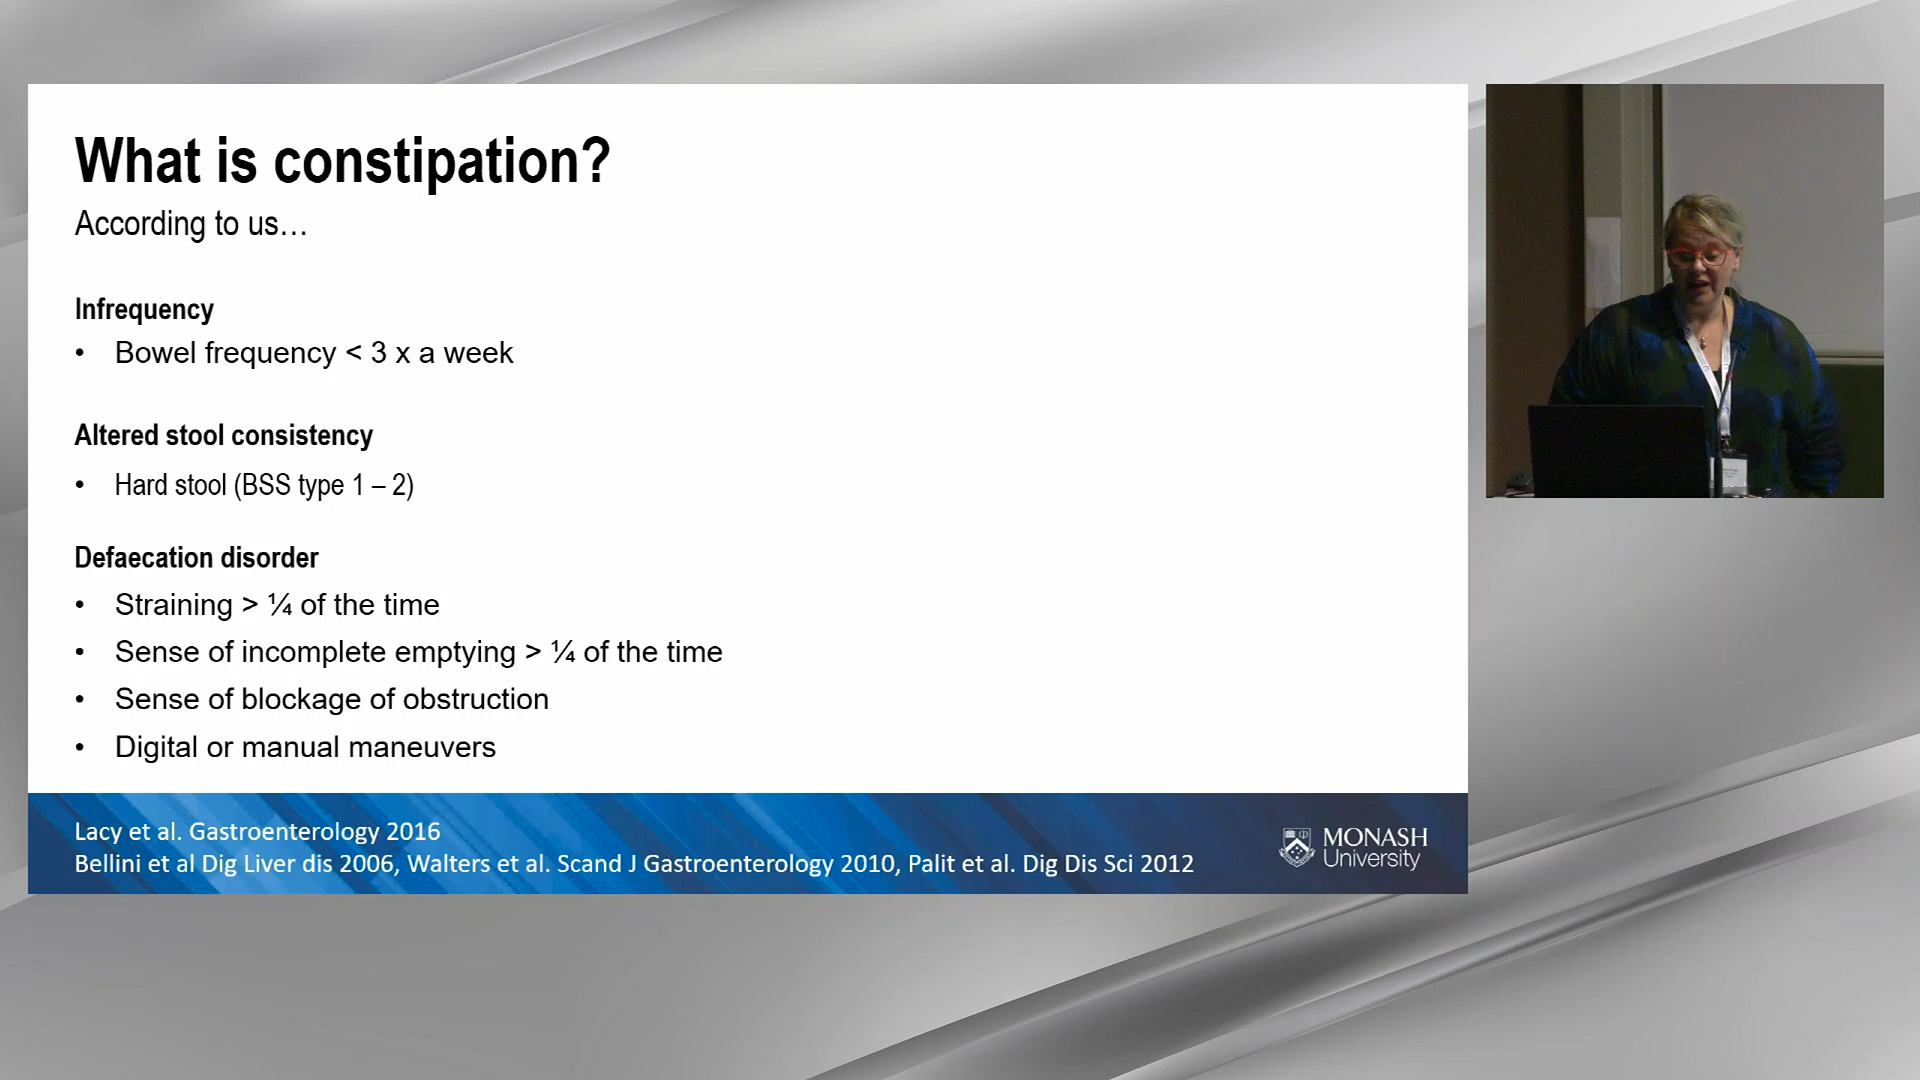 What is constipation?
According to us…
Infrequency
• Bowel frequency < 3 x a week
Altered stool consistency
• Hard stool (BSS type 1 – 2)
Defaecation disorder
• Straining > ¼ of the time
• Sense of incomplete emptying > ¼ of the time
• Sense of blockage of obstruction
• Digital or manual maneuvers
Lacy et al. Gastroenterology 2016
Bellini et al Dig Liver dis 2006, Walters et al. Scand J Gastroenterology 2010, Palit et al. Dig Dis Sci 2012
MONASH
University